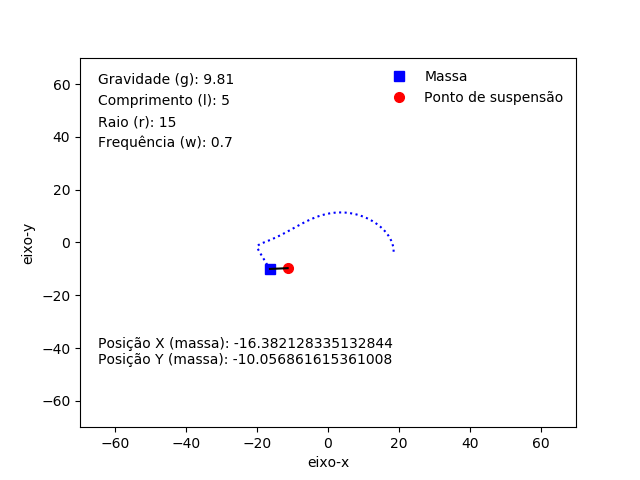 Gravidade (g): 9.81
Comprimento (l): 5
Raio (r): 15
Frequência (w): 0.7
Massa
Ponto de suspensão
60
40
20
0
−20
−40
−60
eixo-y
Posição X (massa): -16.382128335132844
Posição Y (massa): -10.056861615361008
−60 −40 −20 0 20 40 60
eixo-x